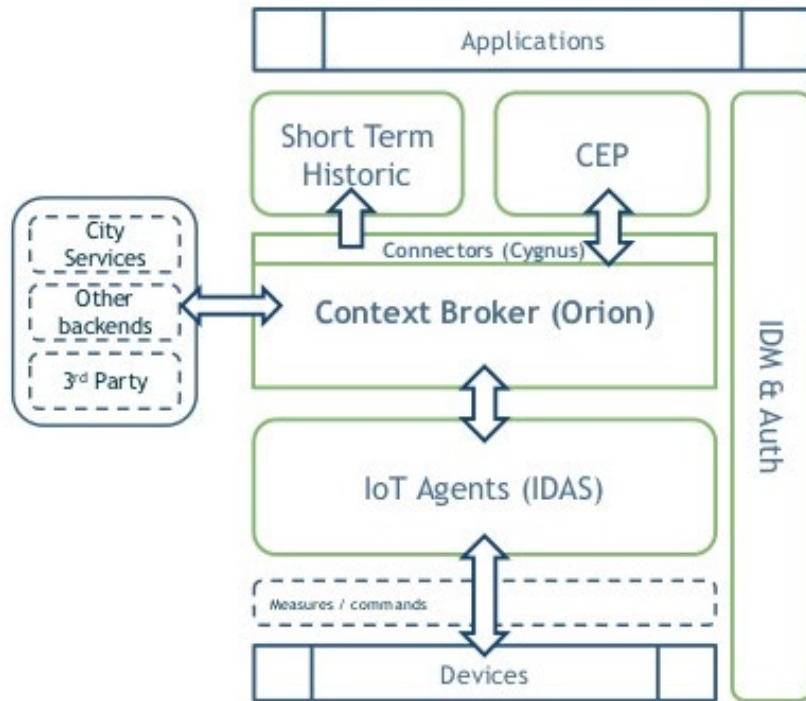 Applications
Short Term
Historic
CEP
City
Services
Other
backends
3rd Party
Connectors (Cygnus)
Context Broker (Orion)
IDM & Auth
IoT Agents (IDAS)
Measures / commands
Devices